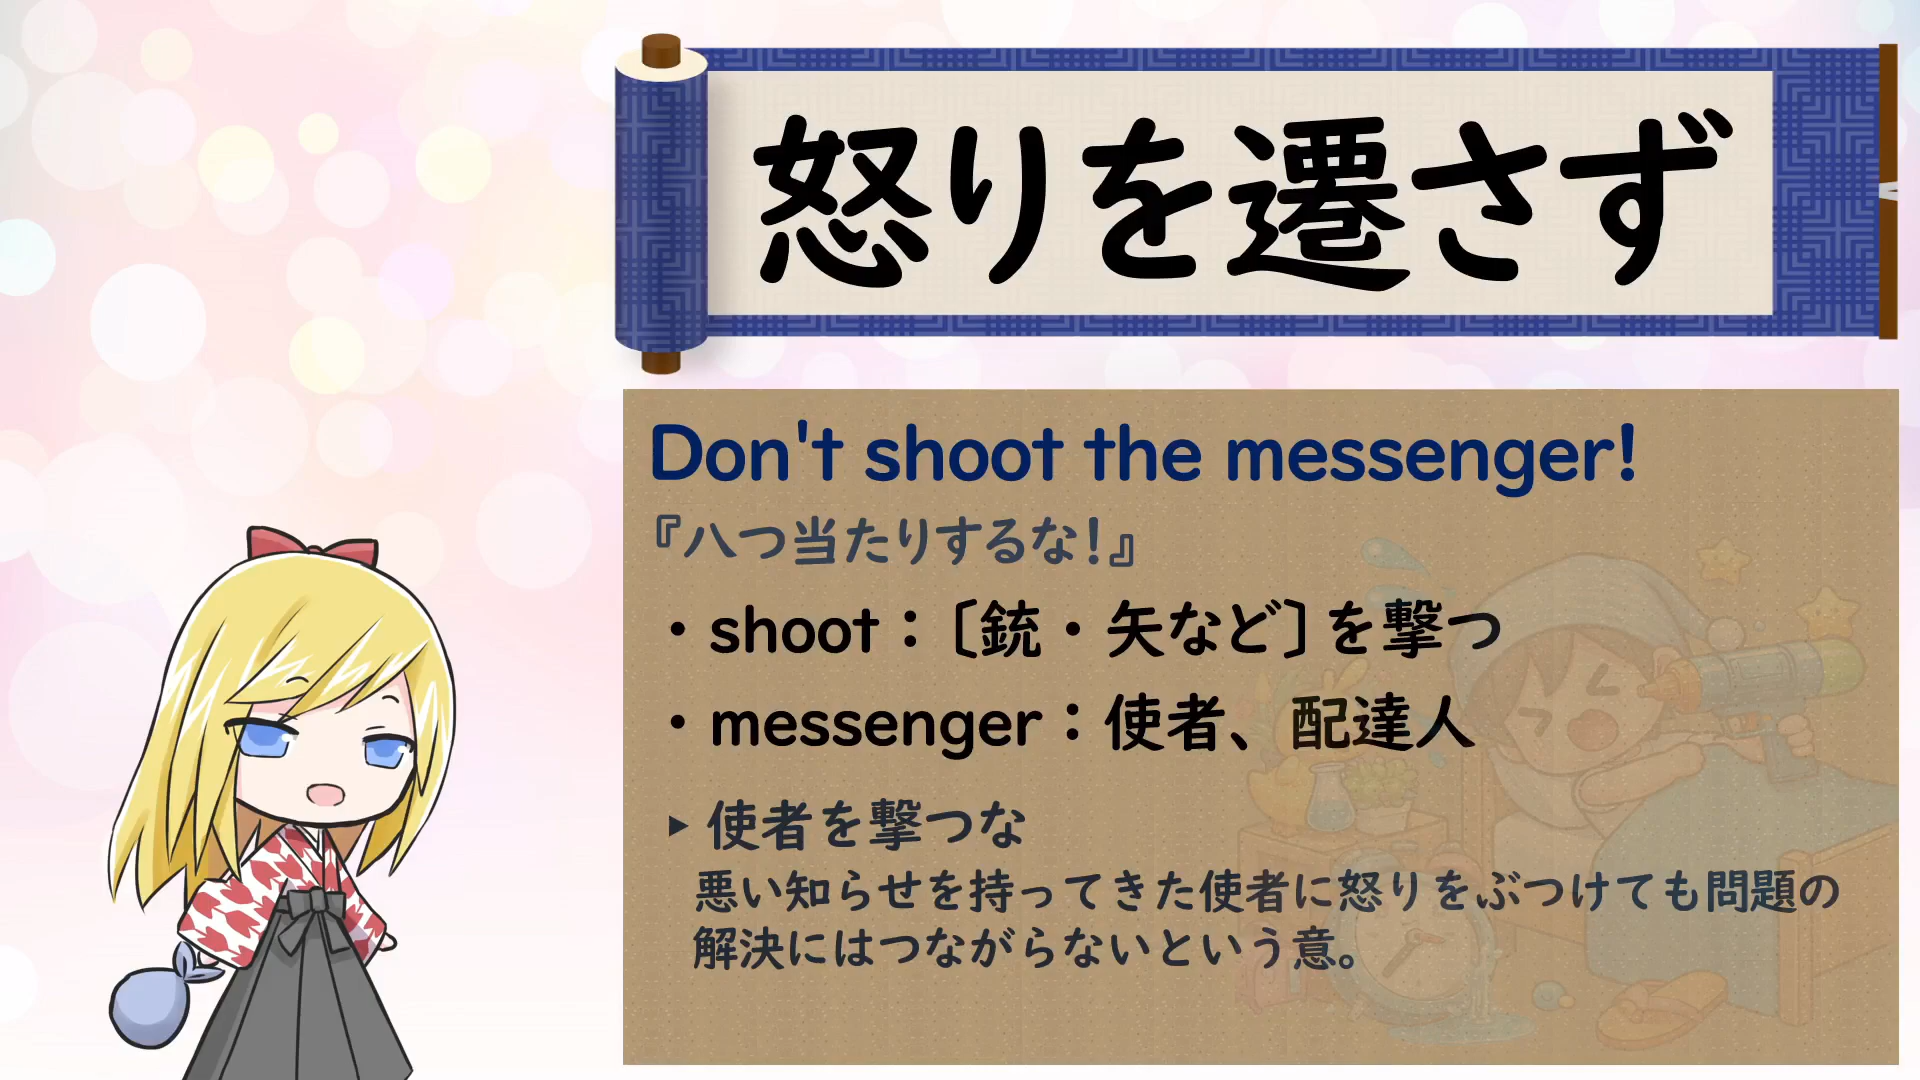 怒りを遷さず
Don't shoot the messenger!
『八つ当たりするな！』
・shoot：〔銃・矢など〕を撃つ
・messenger：使者、配達人
▸ 使者を撃つな
悪い知らせを持ってきた使者に怒りをぶつけても問題の
解決にはつながらないという意。